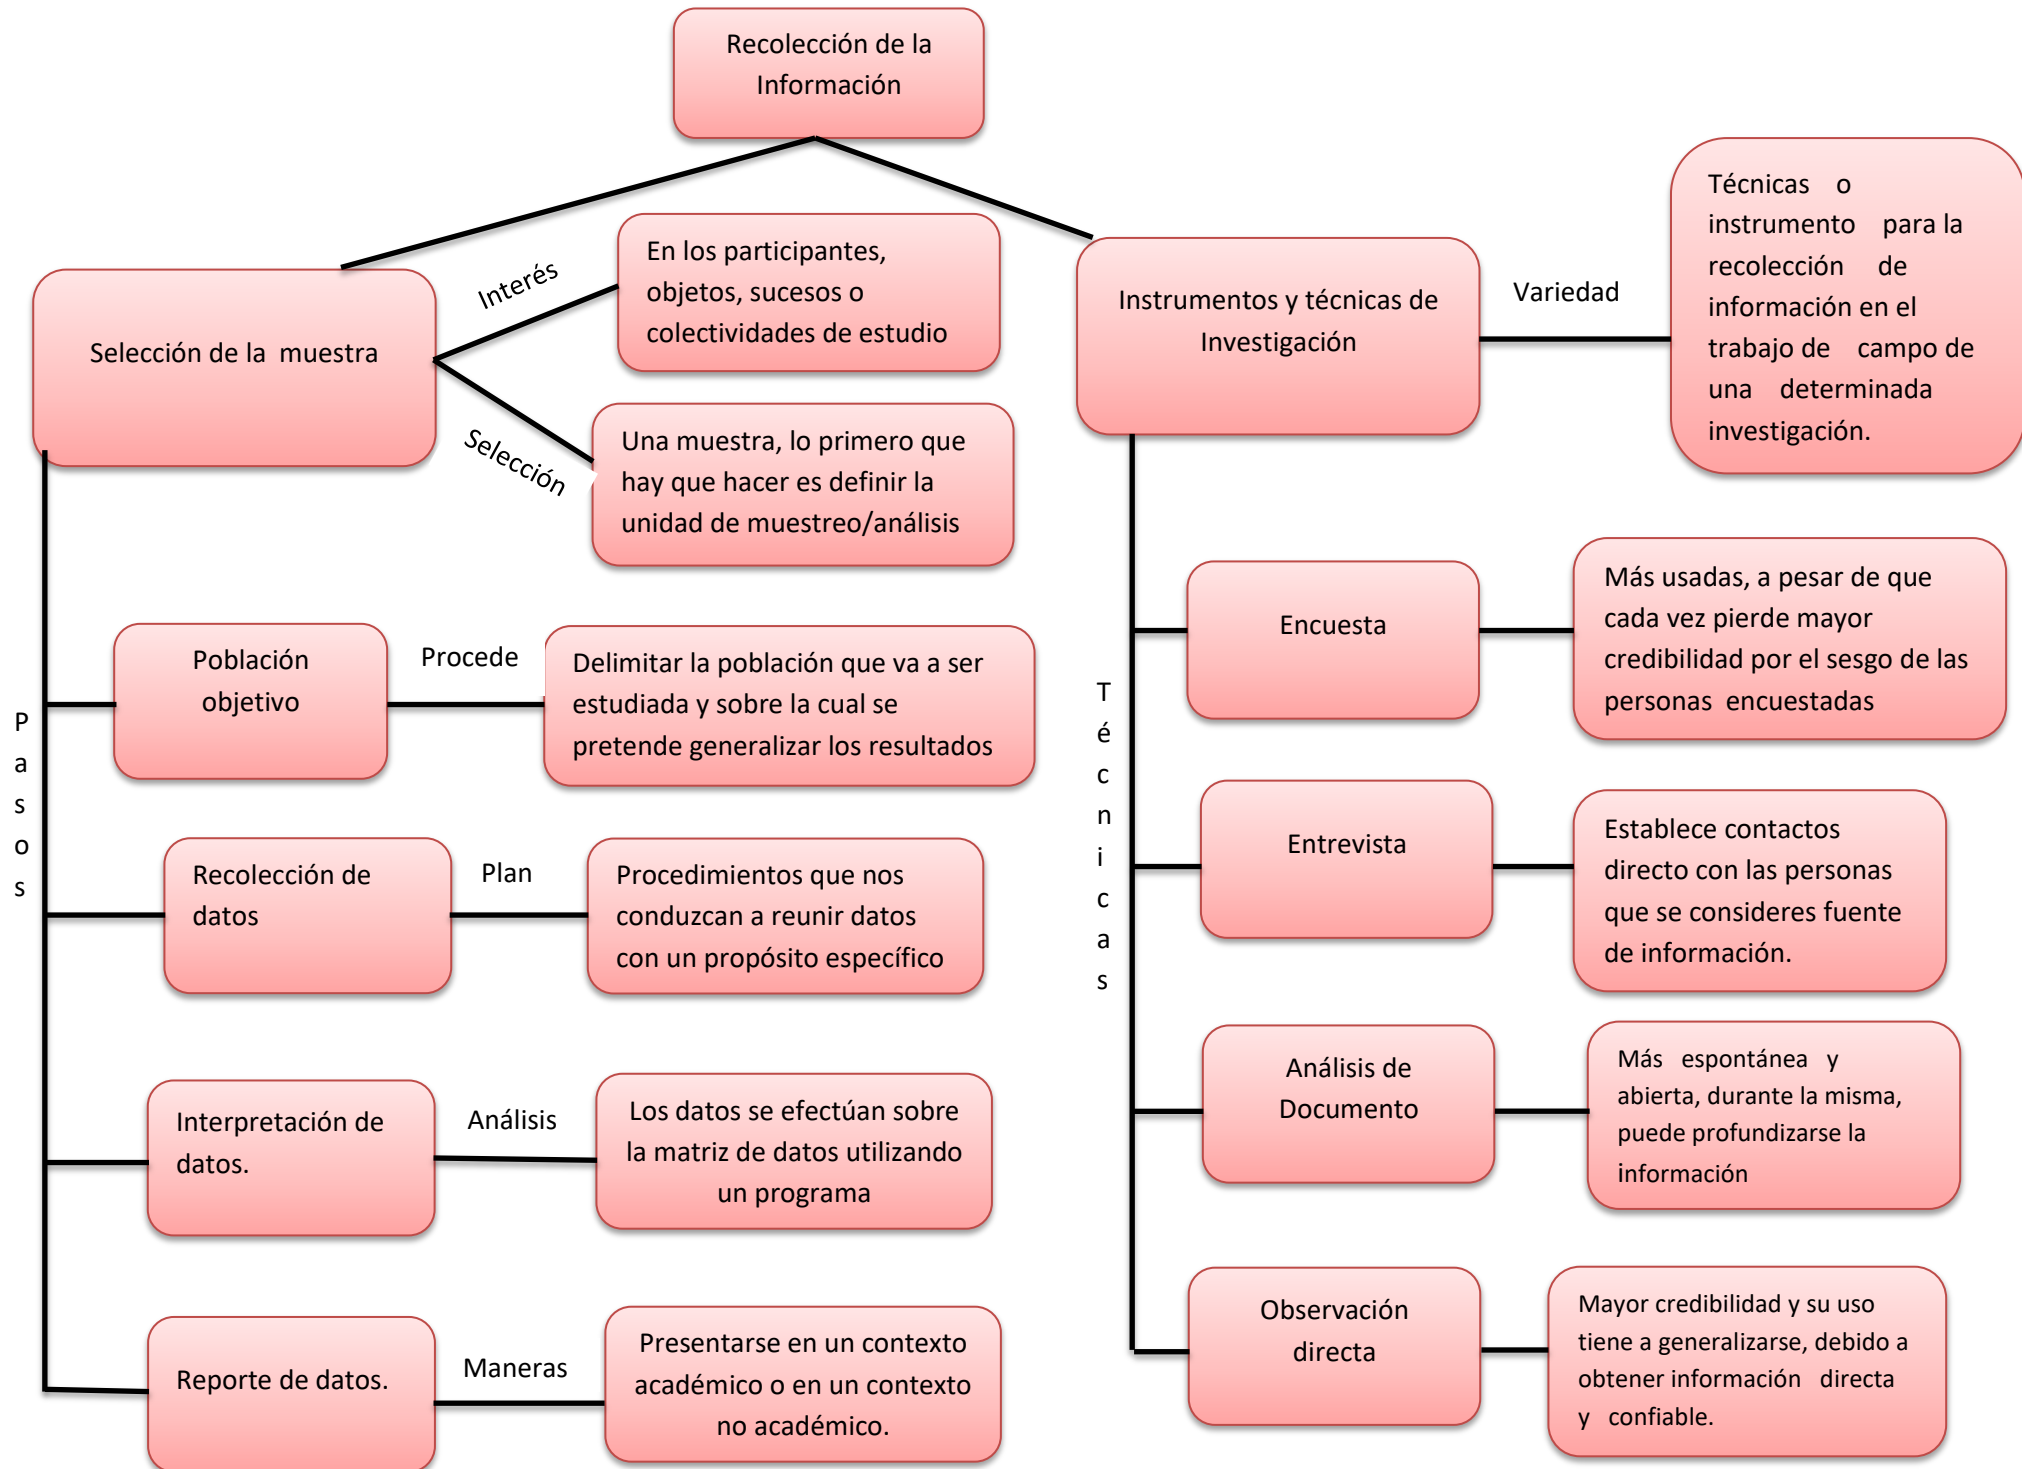 Recolección de la
Información
Selección de la muestra
Interés
En los participantes,
objetos, sucesos o
colectividades de estudio
Selección
Una muestra, lo primero que
hay que hacer es definir la
unidad de muestreo/análisis
Pasos
Población
objetivo
Procede
Delimitar la población que va a ser
estudiada y sobre la cual se
pretende generalizar los resultados
Recolección de
datos
Plan
Procedimientos que nos
conduzcan a reunir datos
con un propósito específico
Interpretación de
datos.
Análisis
Los datos se efectúan sobre
la matriz de datos utilizando
un programa
Reporte de datos.
Maneras
Presentarse en un contexto
académico o en un contexto
no académico.
Instrumentos y técnicas de
Investigación
Variedad
Técnicas o
instrumento para la
recolección de
información en el
trabajo de campo de
una determinada
investigación.
Técnicas
Encuesta
Más usadas, a pesar de que
cada vez pierde mayor
credibilidad por el sesgo de las
personas encuestadas
Entrevista
Establece contactos
directo con las personas
que se consideres fuente
de información.
Análisis de
Documento
Más espontánea y
abierta, durante la misma,
puede profundizarse la
información
Observación
directa
Mayor credibilidad y su uso
tiene a generalizarse, debido a
obtener información directa
y confiable.